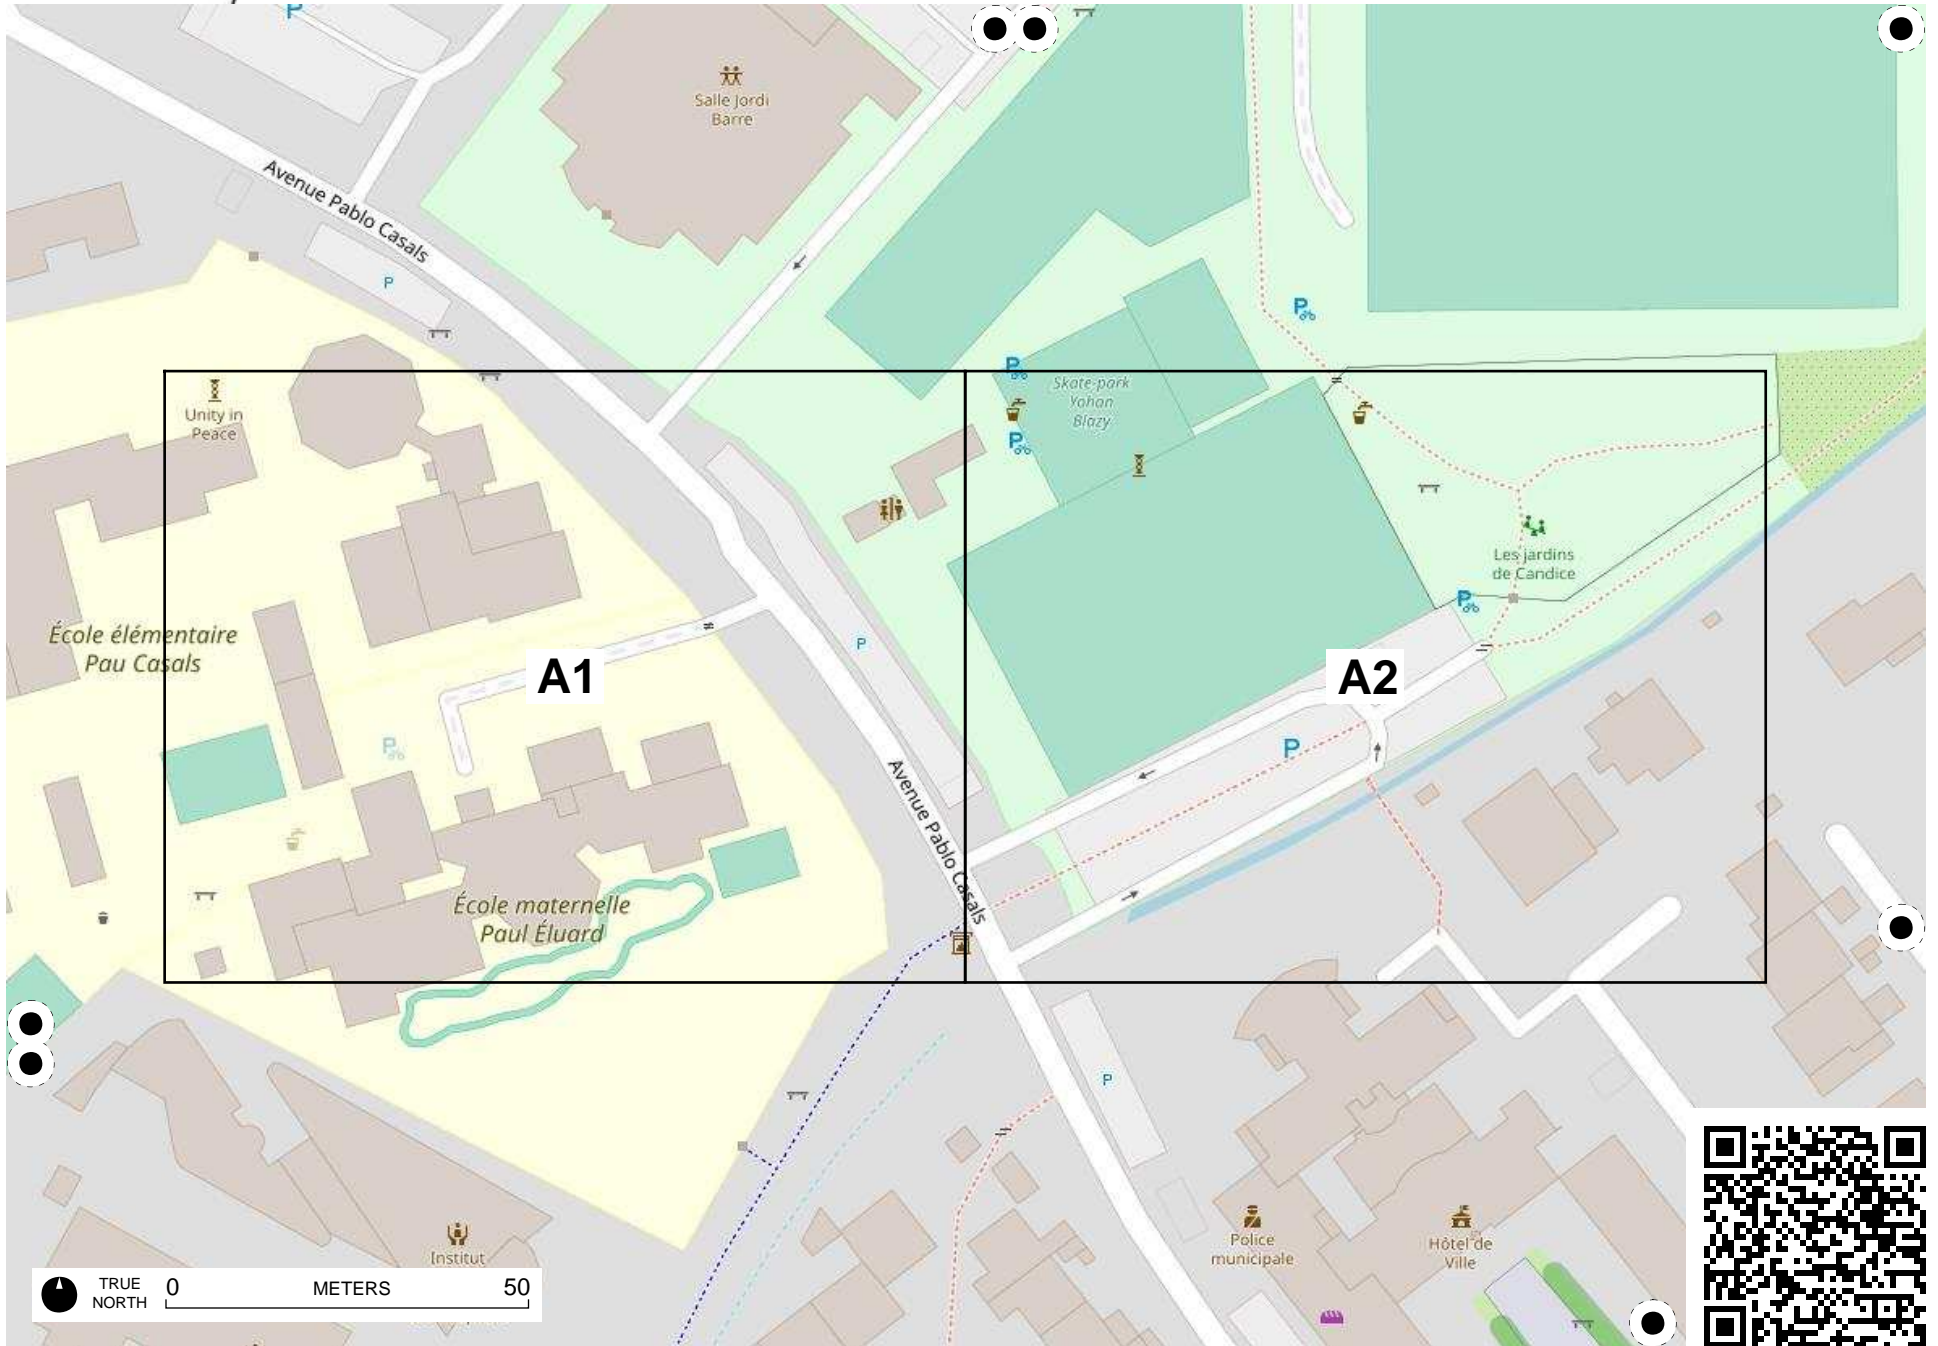 P
Salle Jordi
Barre
Avenue Pablo Casals
P
P
Unity in
Peace
P
Skate-park
Yohan
Blazy
P
Les jardins
de Candice
P
École élémentaire
Pau Casals
P
A1
A2
P
P
Avenue Pablo Casals
École maternelle
Paul Éluard
P
Police
municipale
Hôtel de
Ville
Institut
TRUE
NORTH
0
METERS
50